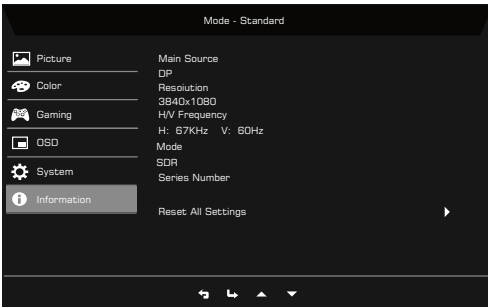 Mode - Standard
Picture
Color
Gaming
OSD
System
Information
Main Source
DP
Resoiution
3840x1080
H/V Frequency
H: 67KHz V: 60Hz
Mode
SDR
Series Number
Reset All Settings